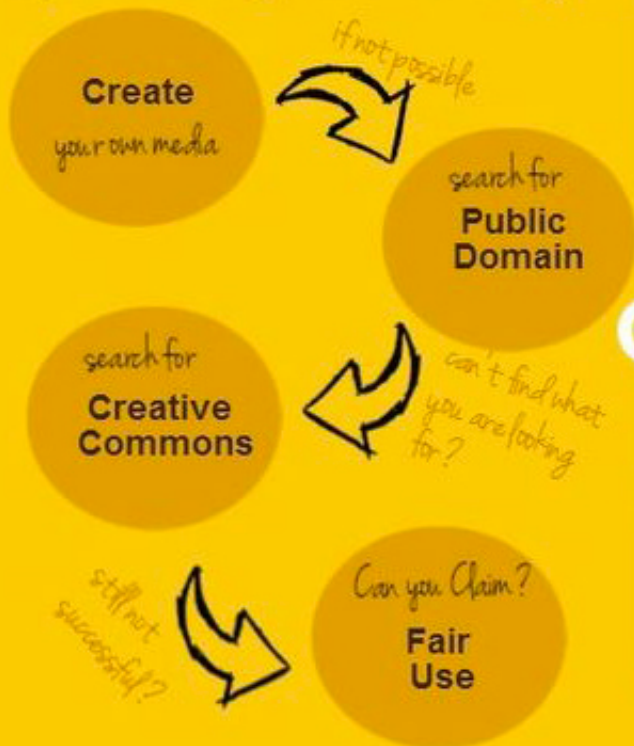 Create
your own media
if not possible
search for
Public
Domain
can't find what
you are looking
for?
search for
Creative
Commons
still not
successful?
Can you Claim?
Fair
Use